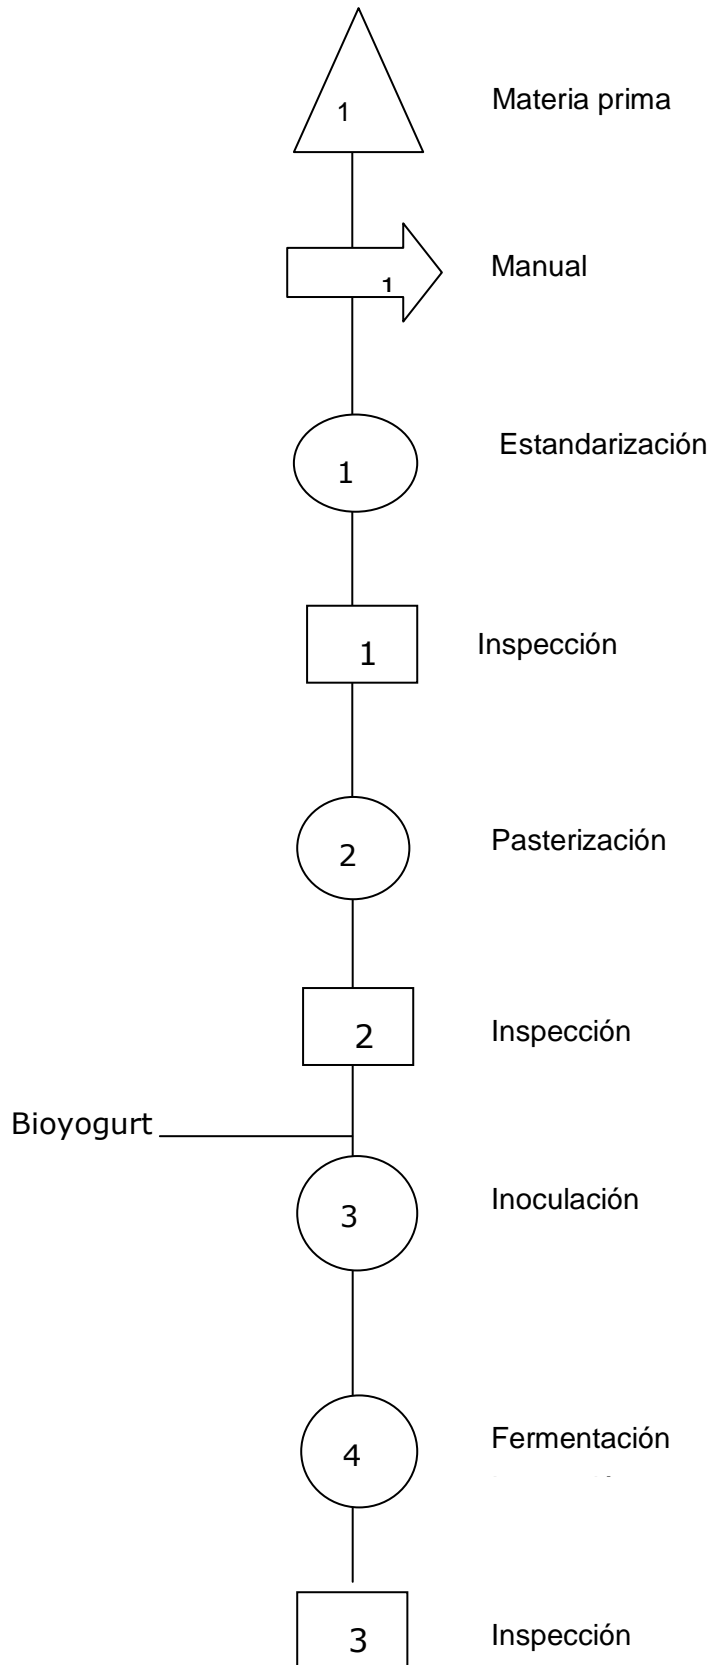 1 Materia prima
1 Manual
1 Estandarización
1 Inspección
2 Pasterización
2 Inspección
Bioyogurt
3 Inoculación
4 Fermentación
3 Inspección